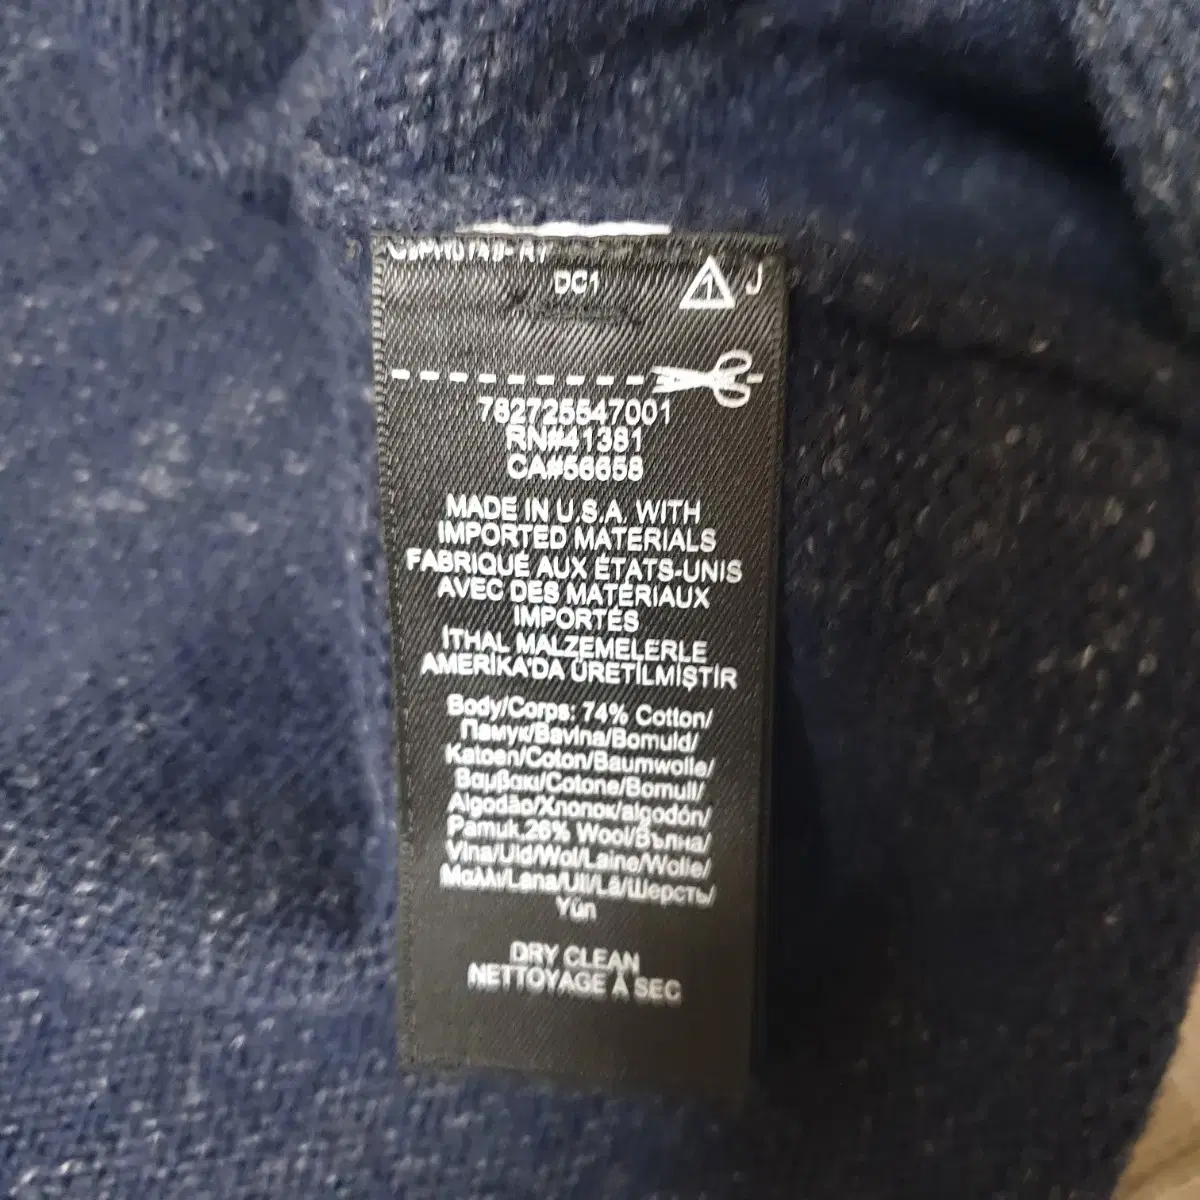 DC1
1 J
782725547001
RN#41381
CA#56658
MADE IN U.S.A. WITH
IMPORTED MATERIALS
FABRIQUÉ AUX ÉTATS-UNIS
AVEC DES MATÉRIAUX
IMPORTÉS
İTHAL MALZEMELERLE
AMERİKA'DA ÜRETİLMİŞTİR
Body/Corps: 74% Cotton/
Памук/Bavlna/Bomuld/
Katoen/Coton/Baumwolle/
Βαμβακι/Cotone/Bomull/
Algodão/Хлопок/algodón/
Pamuk,26% Wool/Вълна/
Vlna/Uld/Wol/Laine/Wolle/
Μαλλι/Lana/Ull/Lã/Шерсть/
Yün
DRY CLEAN
NETTOYAGE À SEC